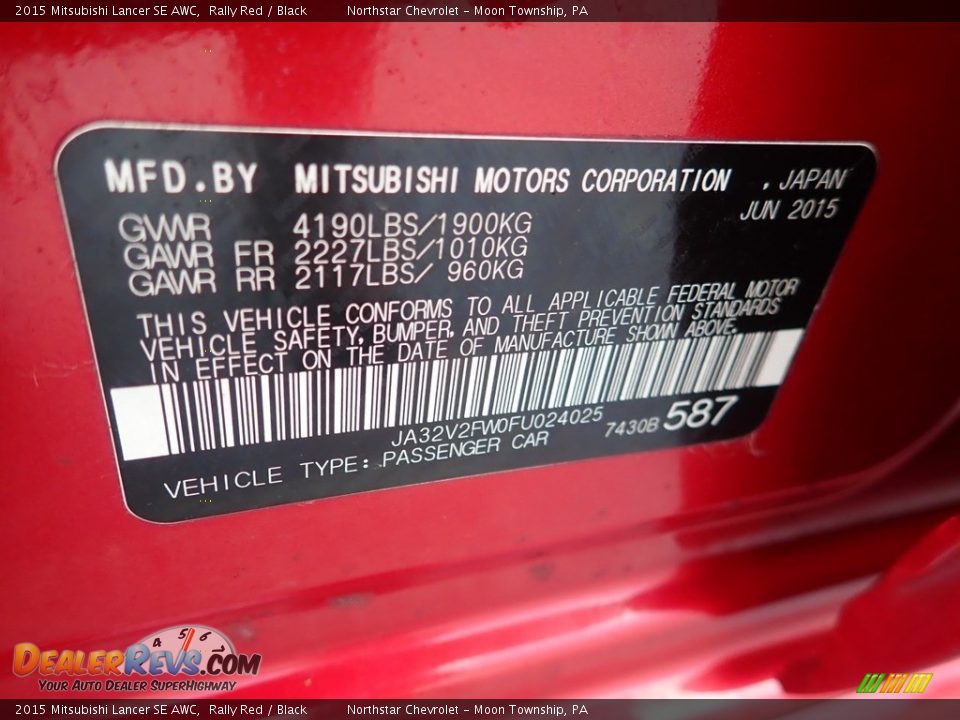 2015 Mitsubishi Lancer SE AWC, Rally Red / Black Northstar Chevrolet - Moon Township, PA
MFD.BY MITSUBISHI MOTORS CORPORATION , JAPAN
JUN 2015
GVWR 4190LBS/1900KG
GAWR FR 2227LBS/1010KG
GAWR RR 2117LBS/ 960KG
THIS VEHICLE CONFORMS TO ALL APPLICABLE FEDERAL MOTOR
VEHICLE SAFETY, BUMPER, AND THEFT PREVENTION STANDARDS
IN EFFECT ON THE DATE OF MANUFACTURE SHOWN ABOVE.
JA32V2FW0FU024025 7430B 587
VEHICLE TYPE: PASSENGER CAR
4 5 6
DEALERREVS.COM
YOUR AUTO DEALER SUPERHIGHWAY
2015 Mitsubishi Lancer SE AWC, Rally Red / Black Northstar Chevrolet - Moon Township, PA